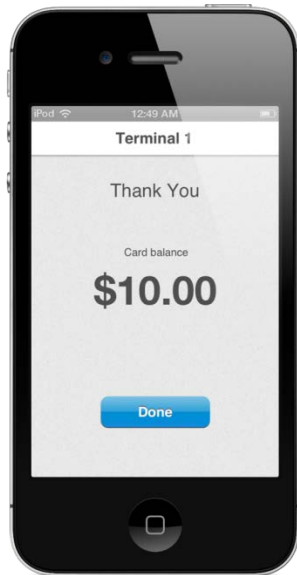 iPod 12:49 AM
Terminal 1
Thank You
Card balance
$10.00
Done